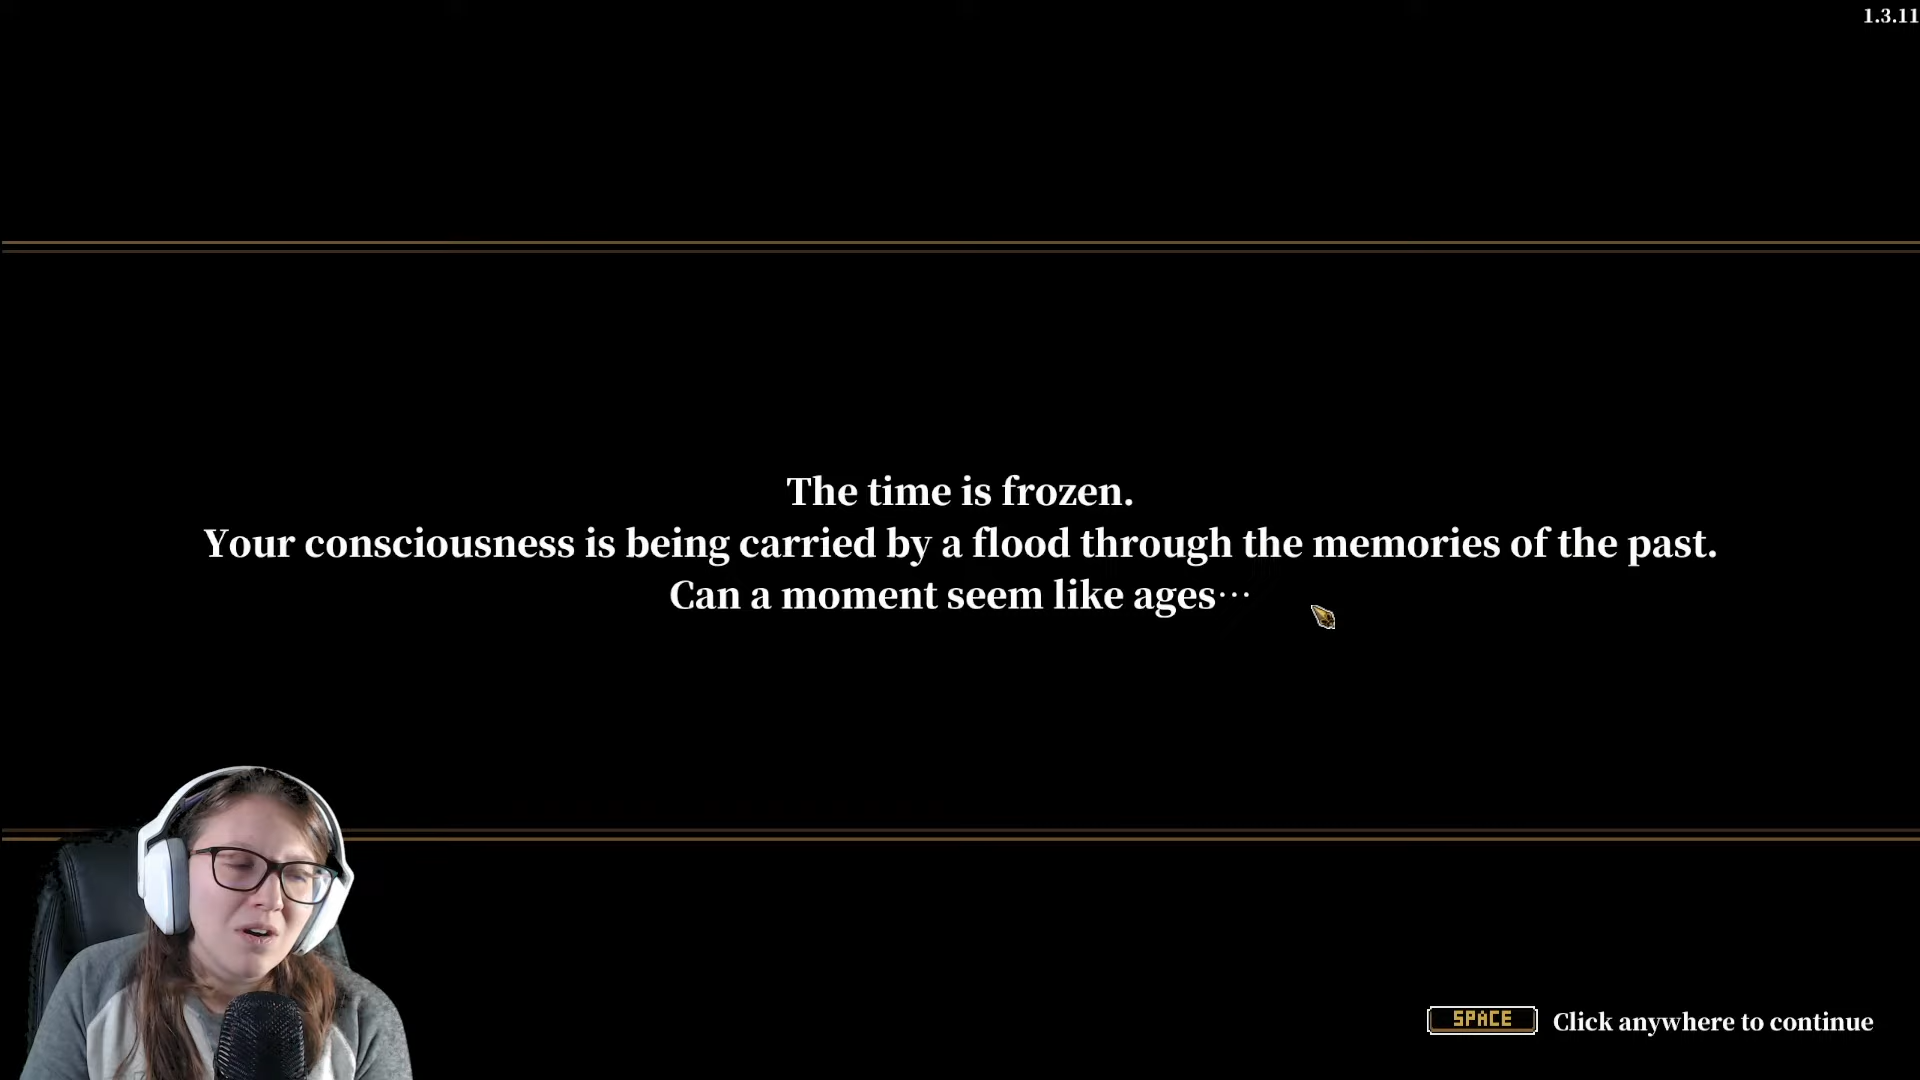 1.3.11
The time is frozen.
Your consciousness is being carried by a flood through the memories of the past.
Can a moment seem like ages···
SPACE Click anywhere to continue